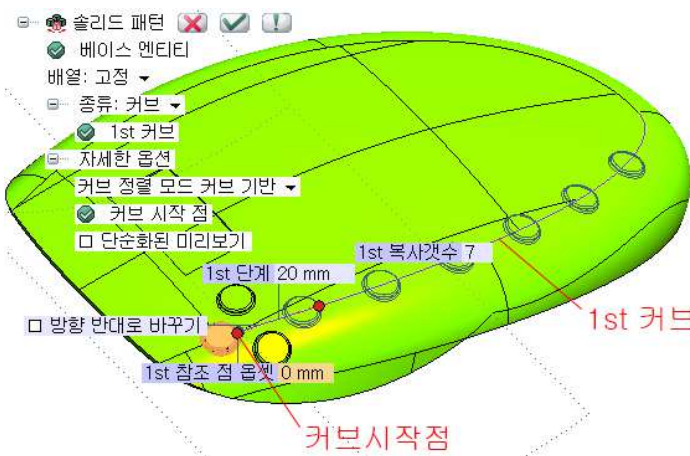 솔리드 패턴
베이스 엔티티
배열: 고정
종류: 커브
1st 커브
자세한 옵션
커브 정렬 모드 커브 기반
커브 시작 점
단순화된 미리보기
1st 복사갯수 7
1st 단계 20 mm
방향 반대로 바꾸기
1st 커브
1st 참조 점 옵셋 0 mm
커브시작점